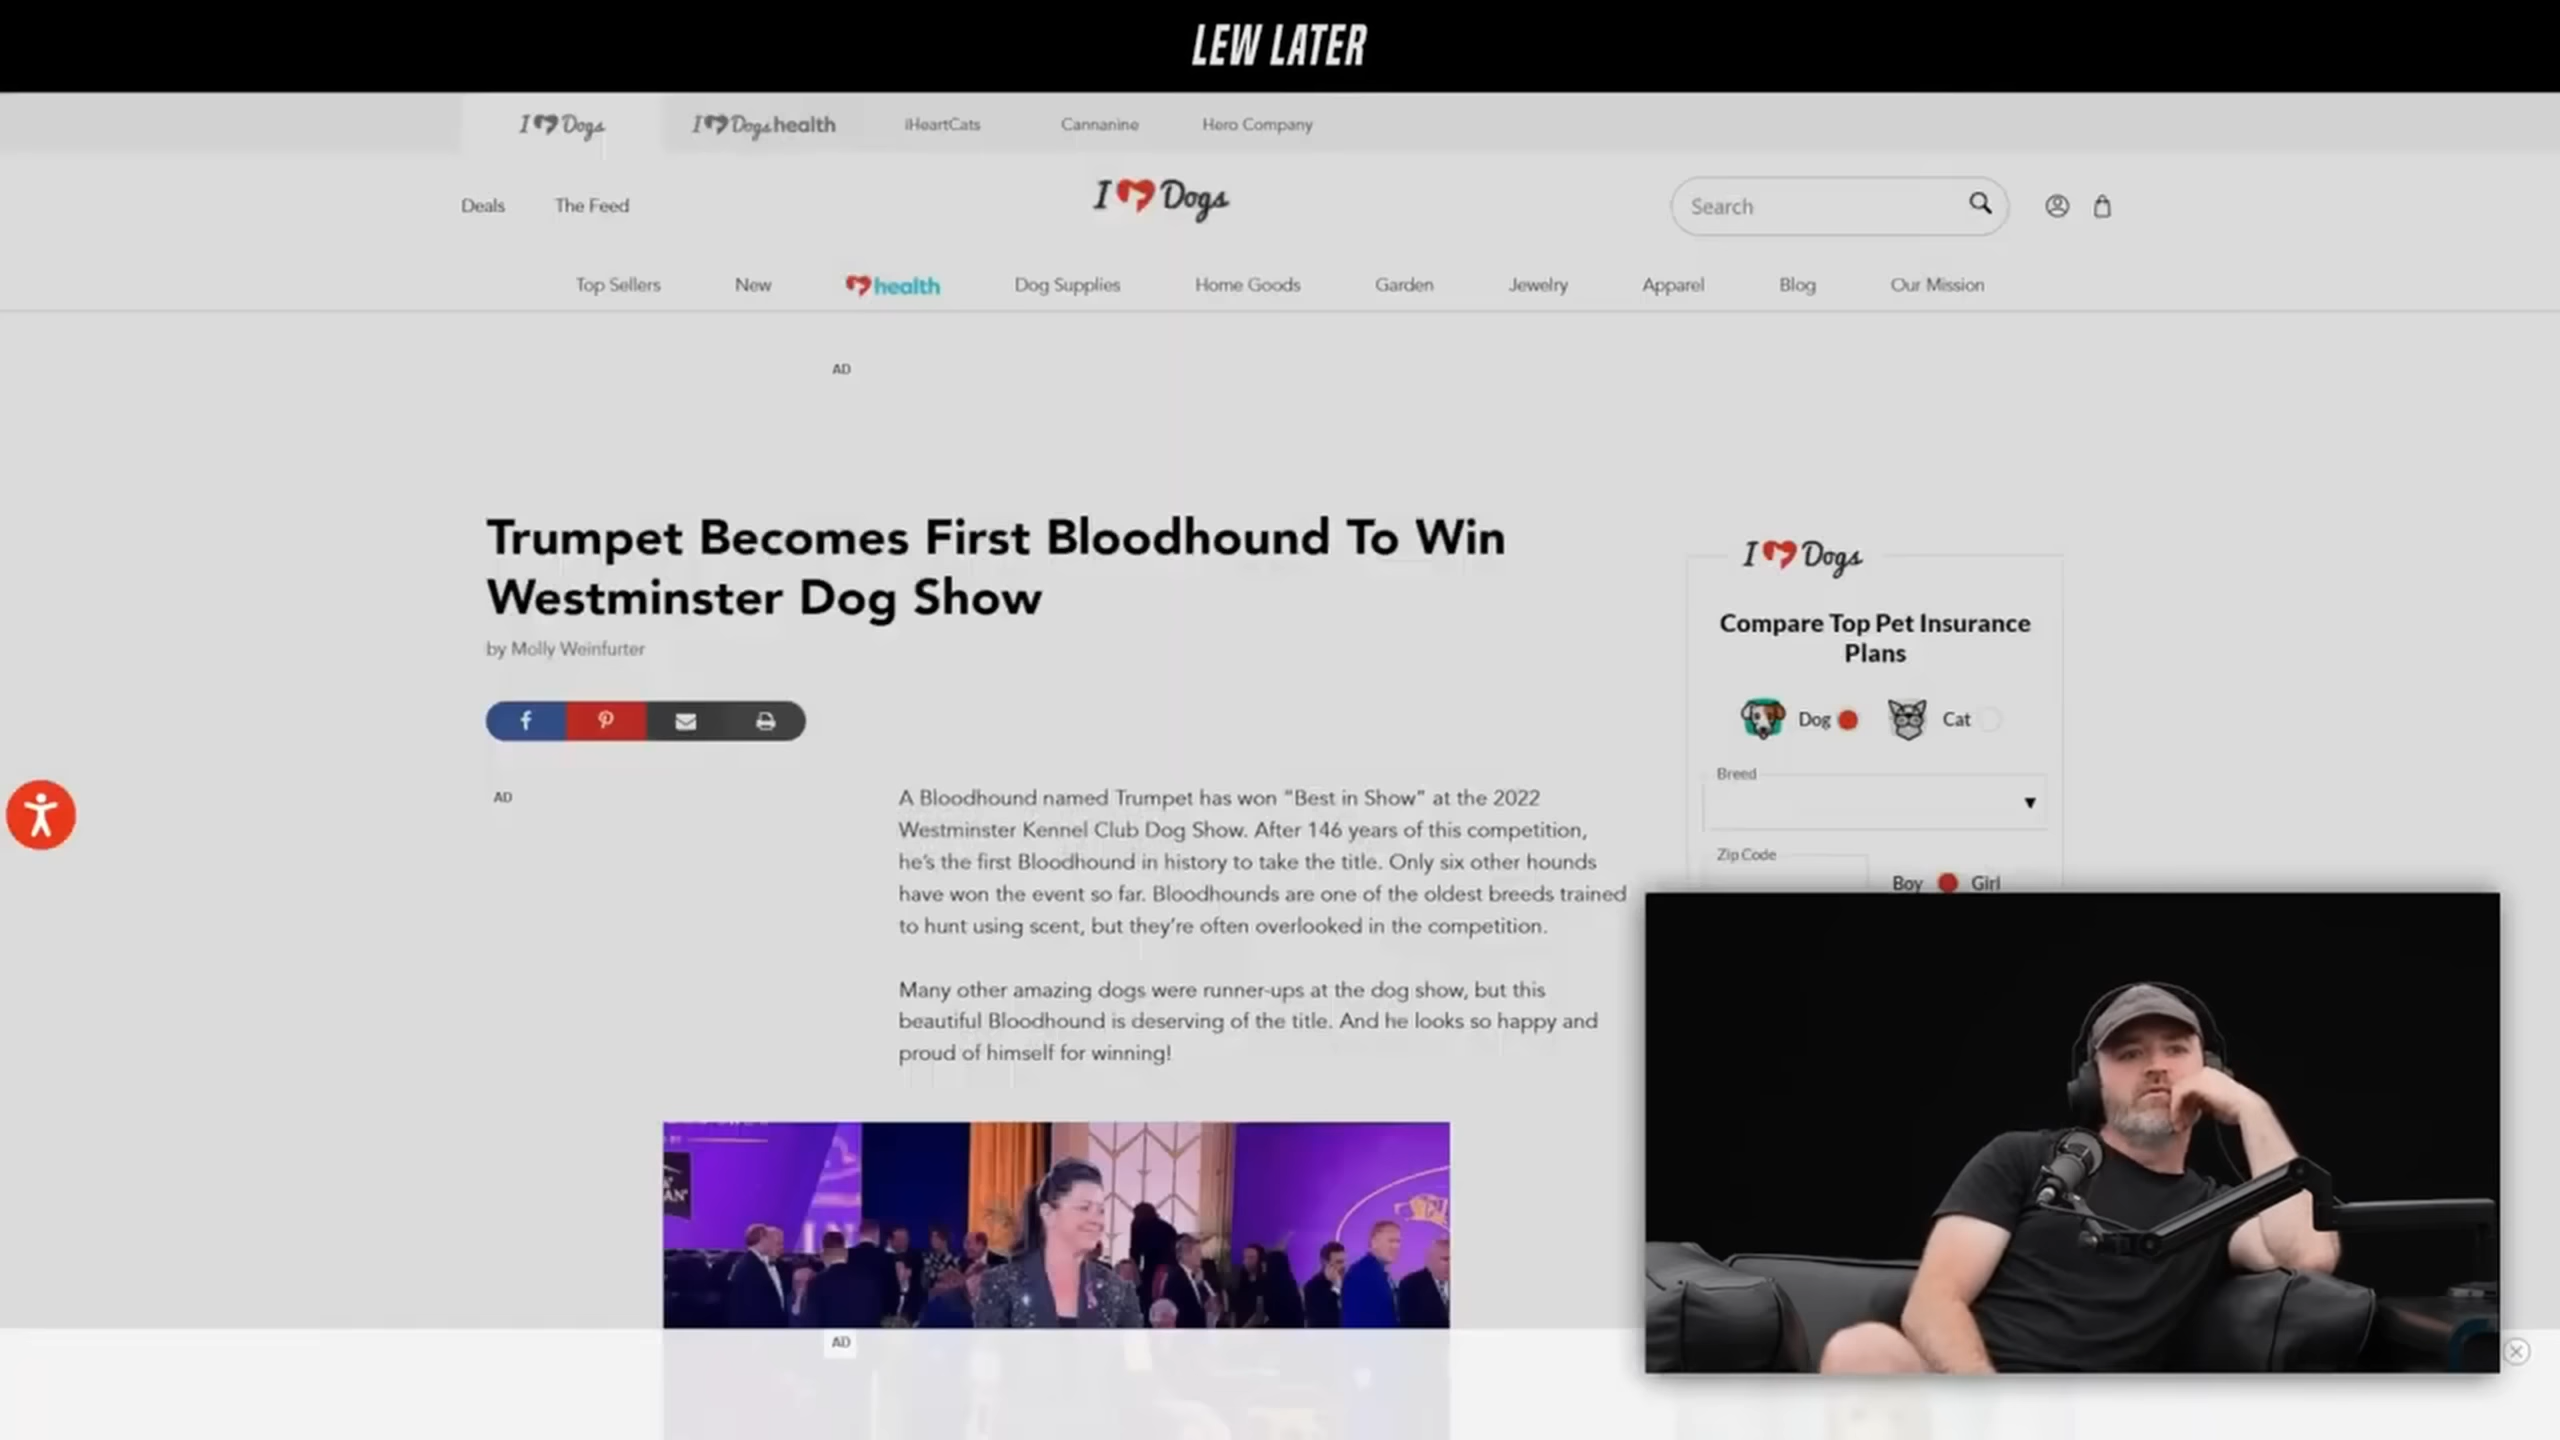 LEW LATER
I Dogs
I Dogs health
iHeartCats
Cannanine
Hero Company
Deals
The Feed
I Dogs
Search
Top Sellers
New
health
Dog Supplies
Home Goods
Garden
Jewelry
Apparel
Blog
Our Mission
AD
Trumpet Becomes First Bloodhound To Win
Westminster Dog Show
by Molly Weinfurter
AD
A Bloodhound named Trumpet has won “Best in Show” at the 2022
Westminster Kennel Club Dog Show. After 146 years of this competition,
he’s the first Bloodhound in history to take the title. Only six other hounds
have won the event so far. Bloodhounds are one of the oldest breeds trained
to hunt using scent, but they’re often overlooked in the competition.
Many other amazing dogs were runner-ups at the dog show, but this
beautiful Bloodhound is deserving of the title. And he looks so happy and
proud of himself for winning!
I Dogs
Compare Top Pet Insurance
Plans
Dog
Cat
Breed
Zip Code
Boy
Girl
AD